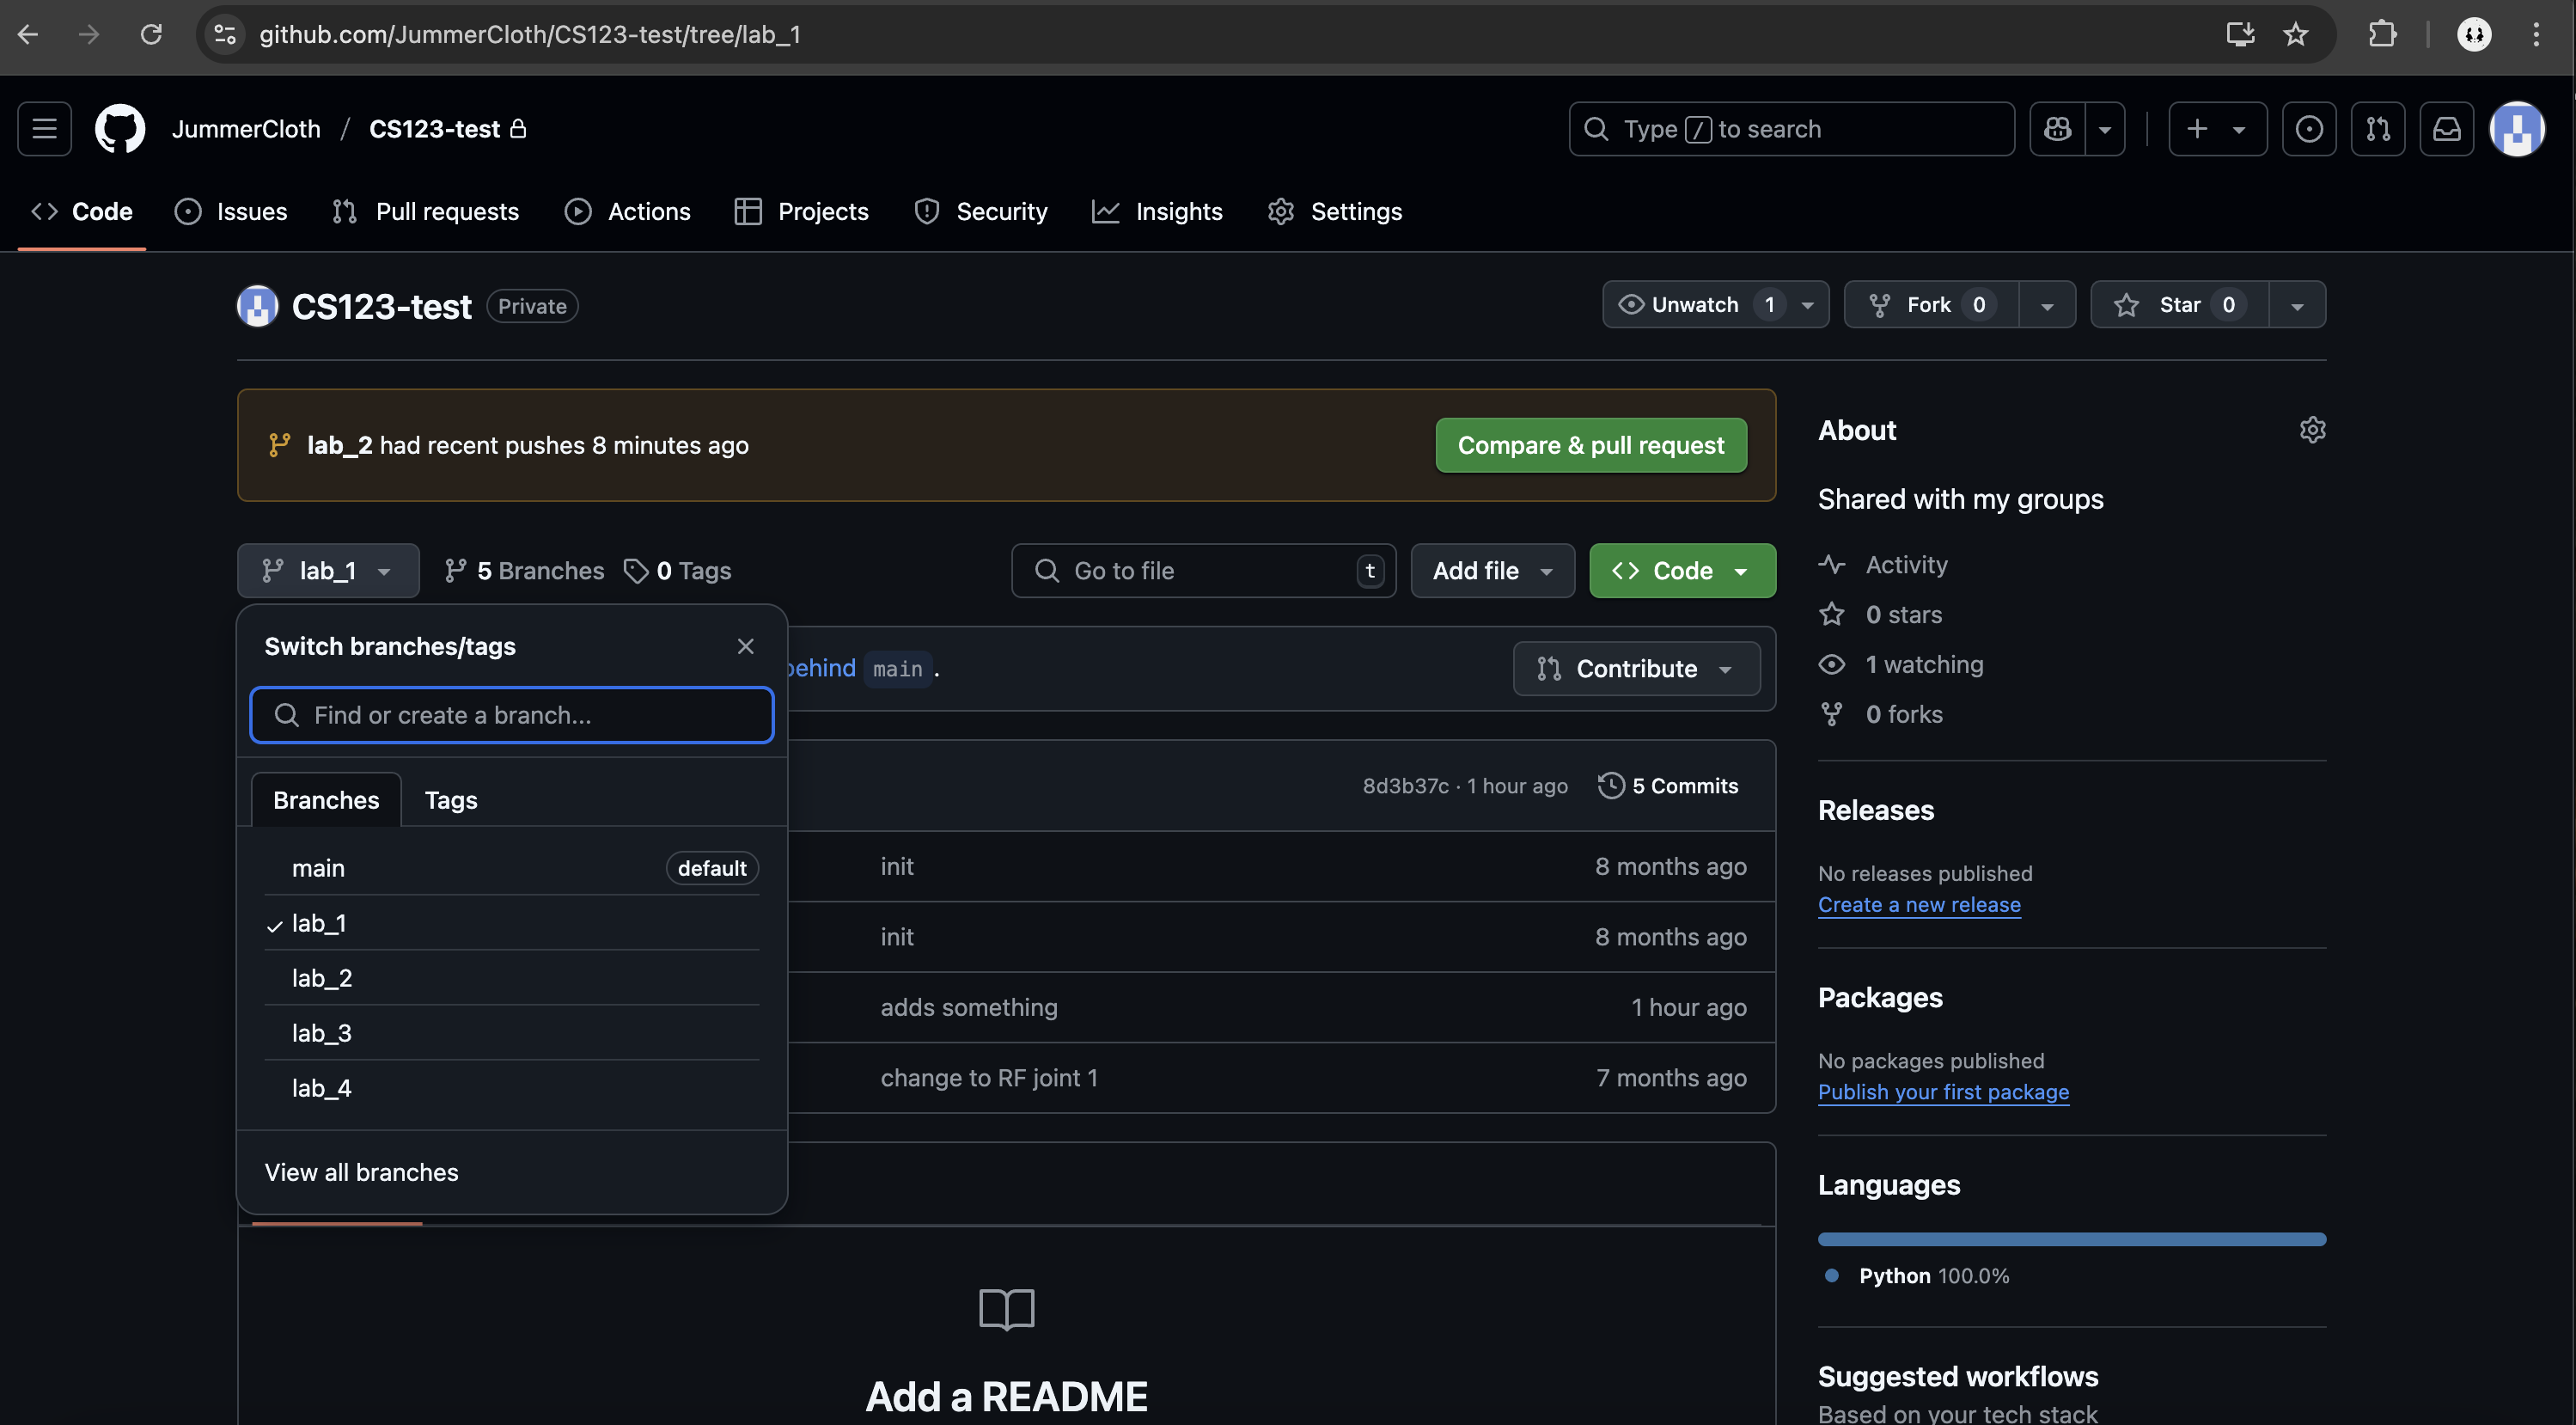 github.com/JummerCloth/CS123-test/tree/lab_1
JummerCloth / CS123-test
Type / to search
Code Issues Pull requests Actions Projects Security Insights Settings
CS123-test Private
Unwatch 1 Fork 0 Star 0
lab_2 had recent pushes 8 minutes ago
Compare & pull request
lab_1 5 Branches 0 Tags
Go to file t Add file Code
Switch branches/tags
behind main .
Contribute
Find or create a branch...
Branches Tags
main default
lab_1
lab_2
lab_3
lab_4
View all branches
8d3b37c · 1 hour ago 5 Commits
init 8 months ago
init 8 months ago
adds something 1 hour ago
change to RF joint 1 7 months ago
Add a README
About
Shared with my groups
Activity
0 stars
1 watching
0 forks
Releases
No releases published
Create a new release
Packages
No packages published
Publish your first package
Languages
Python 100.0%
Suggested workflows
Based on your tech stack